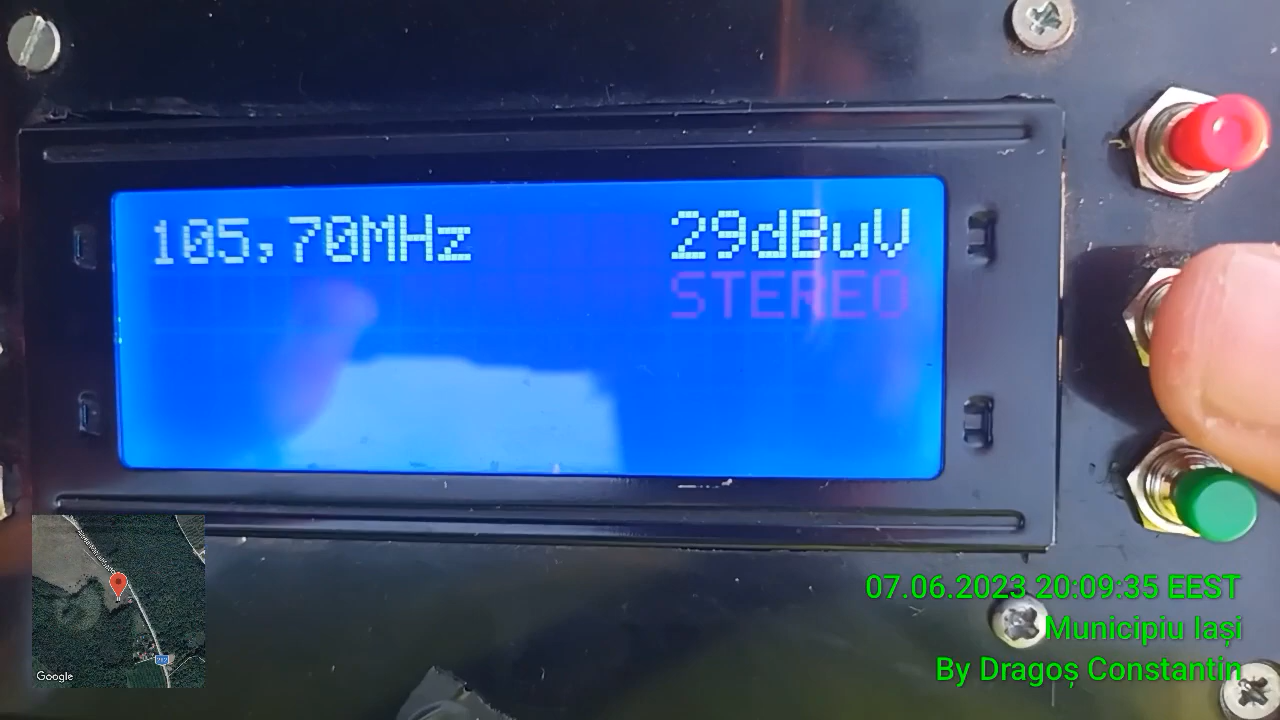 105,70MHz 29dBuV
STEREO
07.06.2023 20:09:35 EEST
Municipiu Iași
By Dragoș Constantin
Google